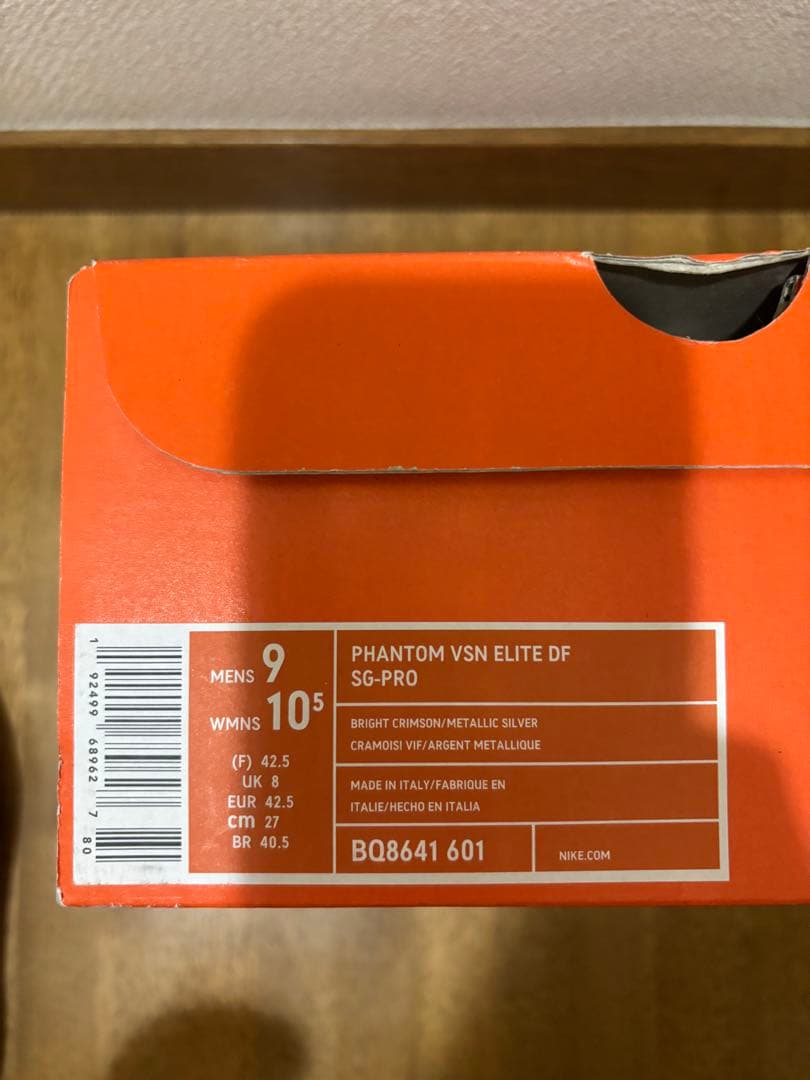 1 92499 68962 7 80
MENS 9
WMNS 10⁵
(F) 42.5
UK 8
EUR 42.5
cm 27
BR 40.5
PHANTOM VSN ELITE DF
SG-PRO
BRIGHT CRIMSON/METALLIC SILVER
CRAMOISI VIF/ARGENT METALLIQUE
MADE IN ITALY/FABRIQUE EN
ITALIE/HECHO EN ITALIA
BQ8641 601
NIKE.COM